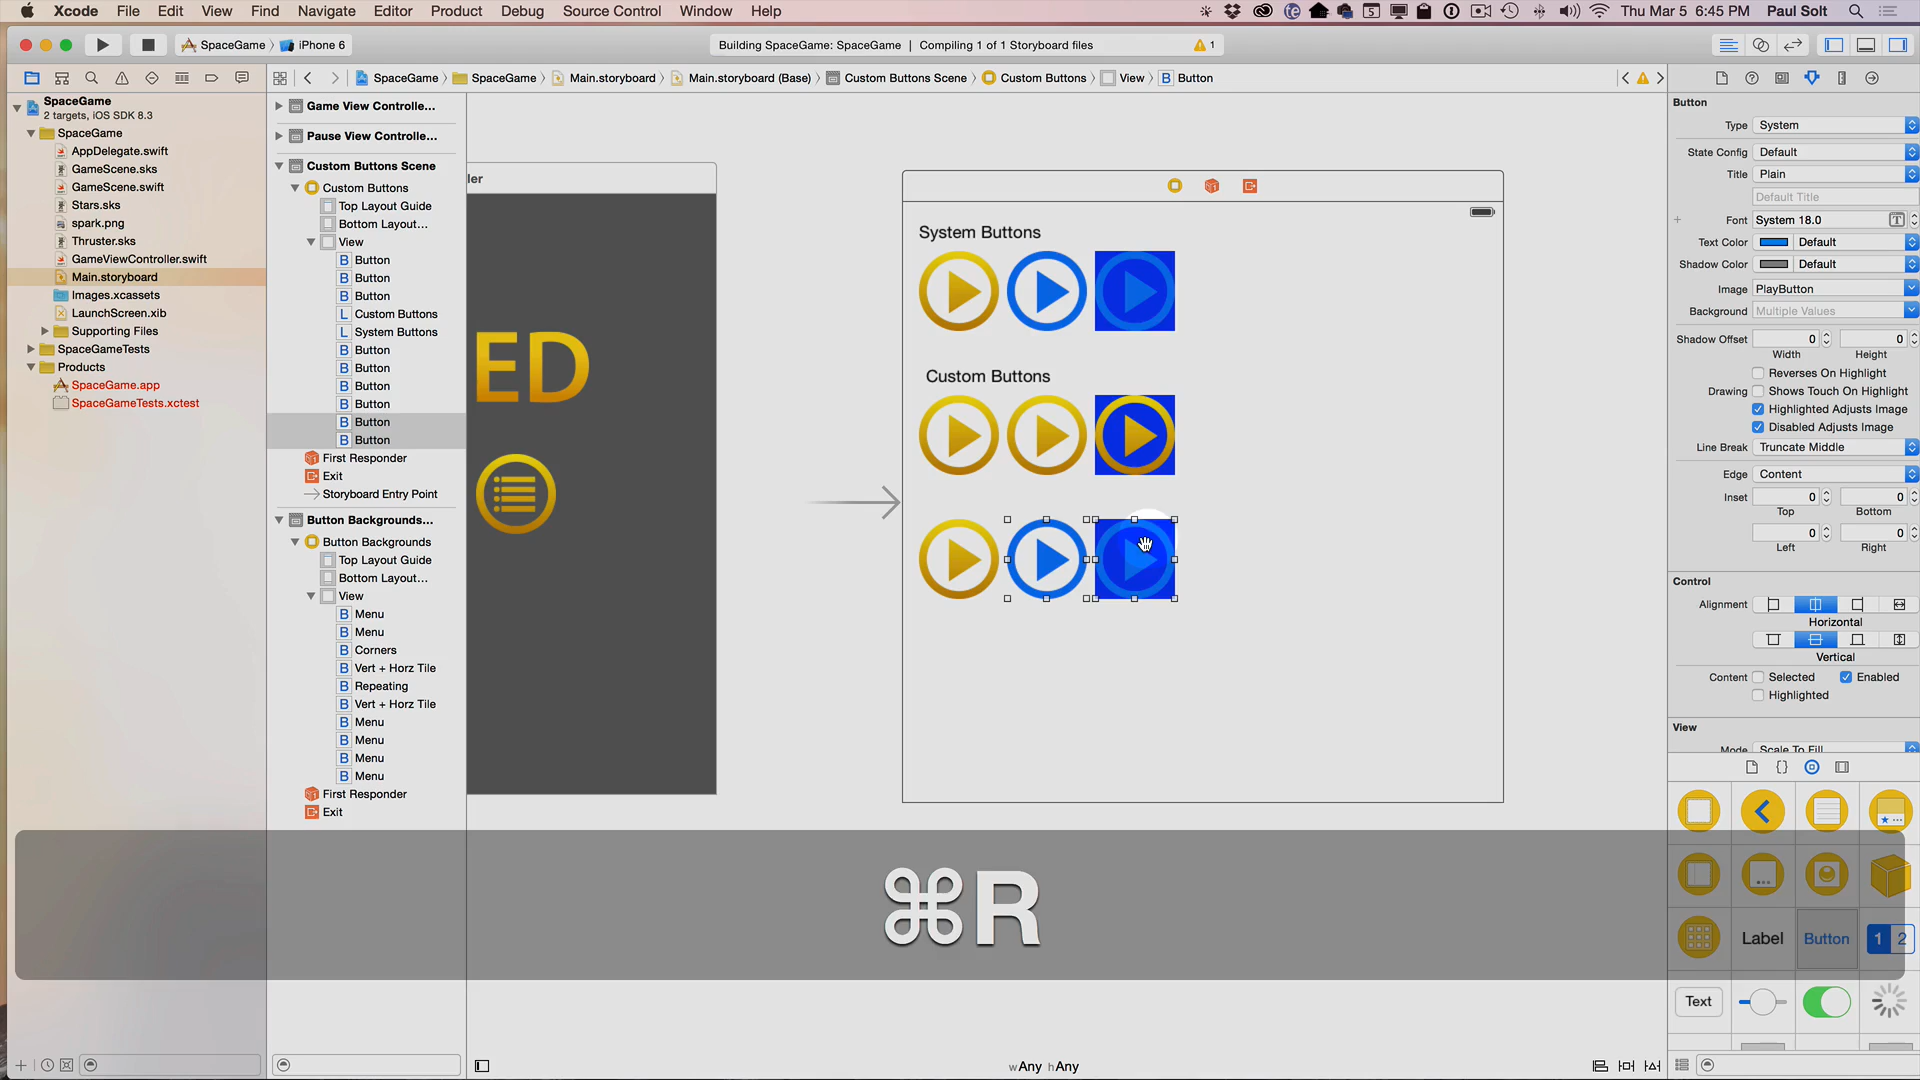 Xcode File Edit View Find Navigate Editor Product Debug Source Control Window Help
5
Thu Mar 5 6:45 PM Paul Solt
SpaceGame 〉 iPhone 6
Building SpaceGame: SpaceGame | Compiling 1 of 1 Storyboard files
1
SpaceGame 〉 SpaceGame 〉 Main.storyboard 〉 Main.storyboard (Base) 〉 Custom Buttons Scene 〉 Custom Buttons 〉 View 〉 B Button
SpaceGame
2 targets, iOS SDK 8.3
SpaceGame
AppDelegate.swift
GameScene.sks
GameScene.swift
Stars.sks
spark.png
Thruster.sks
GameViewController.swift
Main.storyboard
Images.xcassets
LaunchScreen.xib
Supporting Files
SpaceGameTests
Products
SpaceGame.app
SpaceGameTests.xctest
Game View Controlle...
Pause View Controlle...
Custom Buttons Scene
Custom Buttons
Top Layout Guide
Bottom Layout...
View
B Button
B Button
B Button
L Custom Buttons
L System Buttons
B Button
B Button
B Button
B Button
B Button
B Button
First Responder
Exit
Storyboard Entry Point
Button Backgrounds...
Button Backgrounds
Top Layout Guide
Bottom Layout...
View
B Menu
B Menu
B Corners
B Vert + Horz Tile
B Repeating
B Vert + Horz Tile
B Menu
B Menu
B Menu
B Menu
First Responder
Exit
ler
ED
System Buttons
Custom Buttons
⌘R
wAny hAny
Button
Type System
State Config Default
Title Plain
Default Title
Font System 18.0
T
Text Color Default
Shadow Color Default
Image PlayButton
Background Multiple Values
Shadow Offset 0 0
Width Height
Reverses On Highlight
Drawing Shows Touch On Highlight
Highlighted Adjusts Image
Disabled Adjusts Image
Line Break Truncate Middle
Edge Content
Inset 0 0
Top Bottom
0 0
Left Right
Control
Alignment
Horizontal
Vertical
Content Selected Enabled
Highlighted
View
Mode Scale To Fill
Label Button 1 2
Text